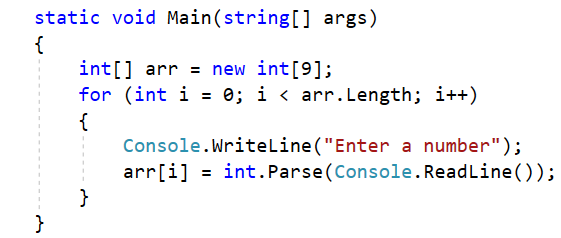 static void Main(string[] args)
{
    int[] arr = new int[9];
    for (int i = 0; i < arr.Length; i++)
    {
        Console.WriteLine("Enter a number");
        arr[i] = int.Parse(Console.ReadLine());
    }
}